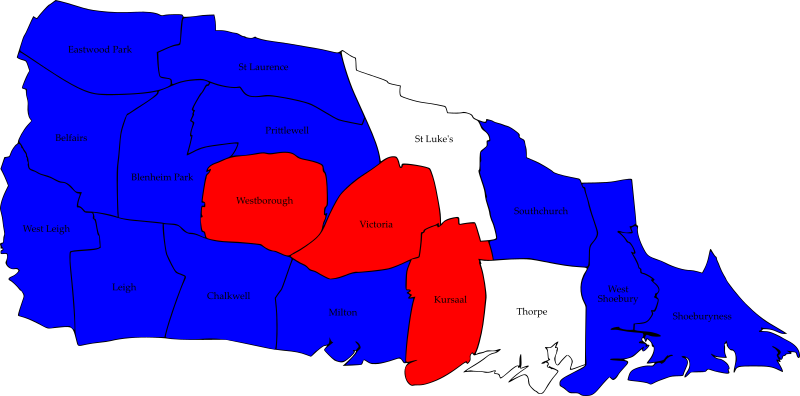 Eastwood Park
St Laurence
Belfairs
Prittlewell
St Luke's
Blenheim Park
Westborough
Southchurch
Victoria
West Leigh
Leigh
Chalkwell
Milton
Kursaal
Thorpe
West
Shoebury
Shoeburyness